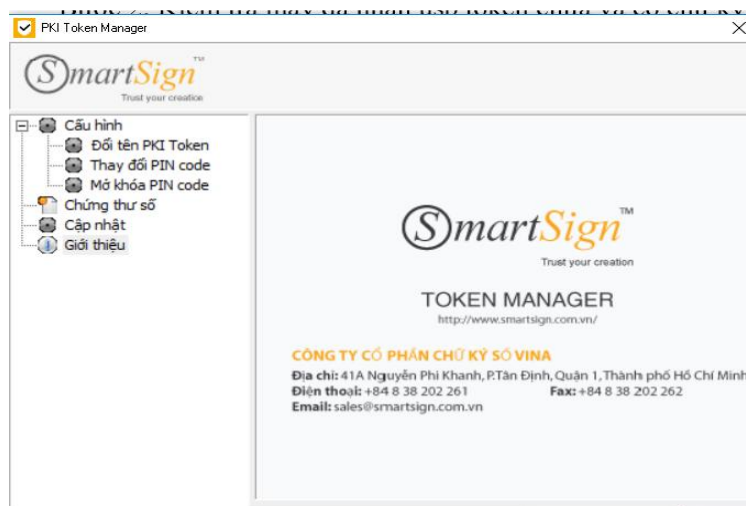 PKI Token Manager
SmartSign™
Trust your creation
Cấu hình
Đổi tên PKI Token
Thay đổi PIN code
Mở khóa PIN code
Chứng thư số
Cập nhật
Giới thiệu
SmartSign™
Trust your creation
TOKEN MANAGER
http://www.smartsign.com.vn/
CÔNG TY CỔ PHẦN CHỮ KÝ SỐ VINA
Địa chỉ: 41A Nguyễn Phi Khanh, P.Tân Định, Quận 1, Thành phố Hồ Chí Minh
Điện thoại: +84 8 38 202 261 Fax: +84 8 38 202 262
Email: sales@smartsign.com.vn